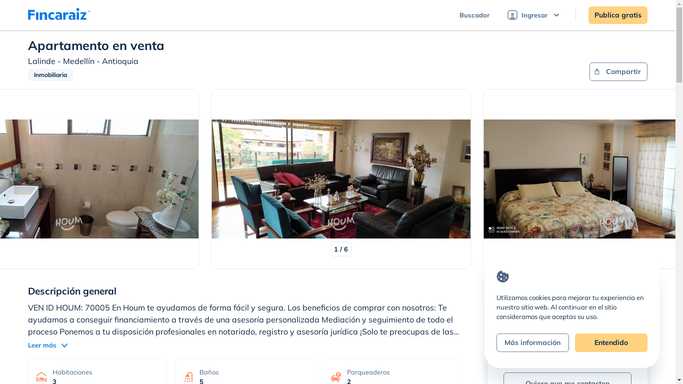 Fincaraiz
Buscador
Ingresar
Publica gratis
Apartamento en venta
Lalinde - Medellín - Antioquia
Inmobiliaria
Compartir
HOUM
HOUM
HOUM
1 / 6
Descripción general
VEN ID HOUM: 70005 En Houm te ayudamos de forma fácil y segura. Los beneficios de comprar con nosotros: Te
ayudamos a conseguir financiamiento a través de una asesoría personalizada Mediación y seguimiento de todo el
proceso Ponemos a tu disposición profesionales en notariado, registro y asesoría jurídica ¡Solo te preocupas de las...
Leer más
Habitaciones
3
Baños
5
Parqueaderos
2
Utilizamos cookies para mejorar tu experiencia en
nuestro sitio web. Al continuar en el sitio
consideramos que aceptas su uso.
Más información
Entendido
Quiero que me contacten